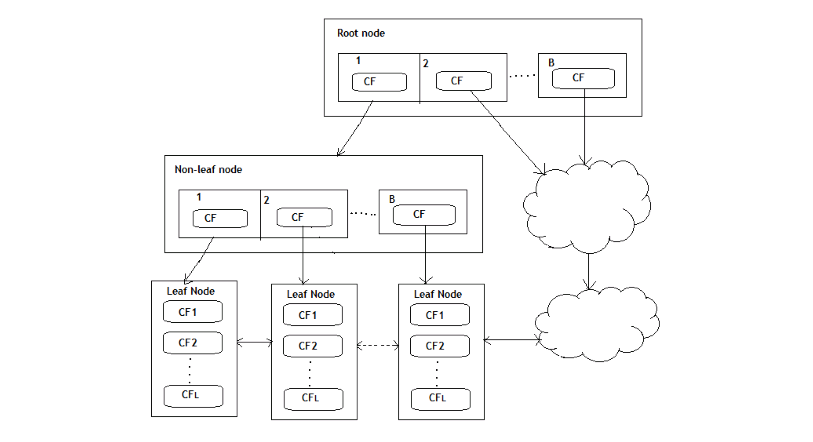 Root node
1 2 B
CF CF CF
Non-leaf node
1 2 B
CF CF CF
Leaf Node
CF1
CF2
CFL
Leaf Node
CF1
CF2
CFL
Leaf Node
CF1
CF2
CFL